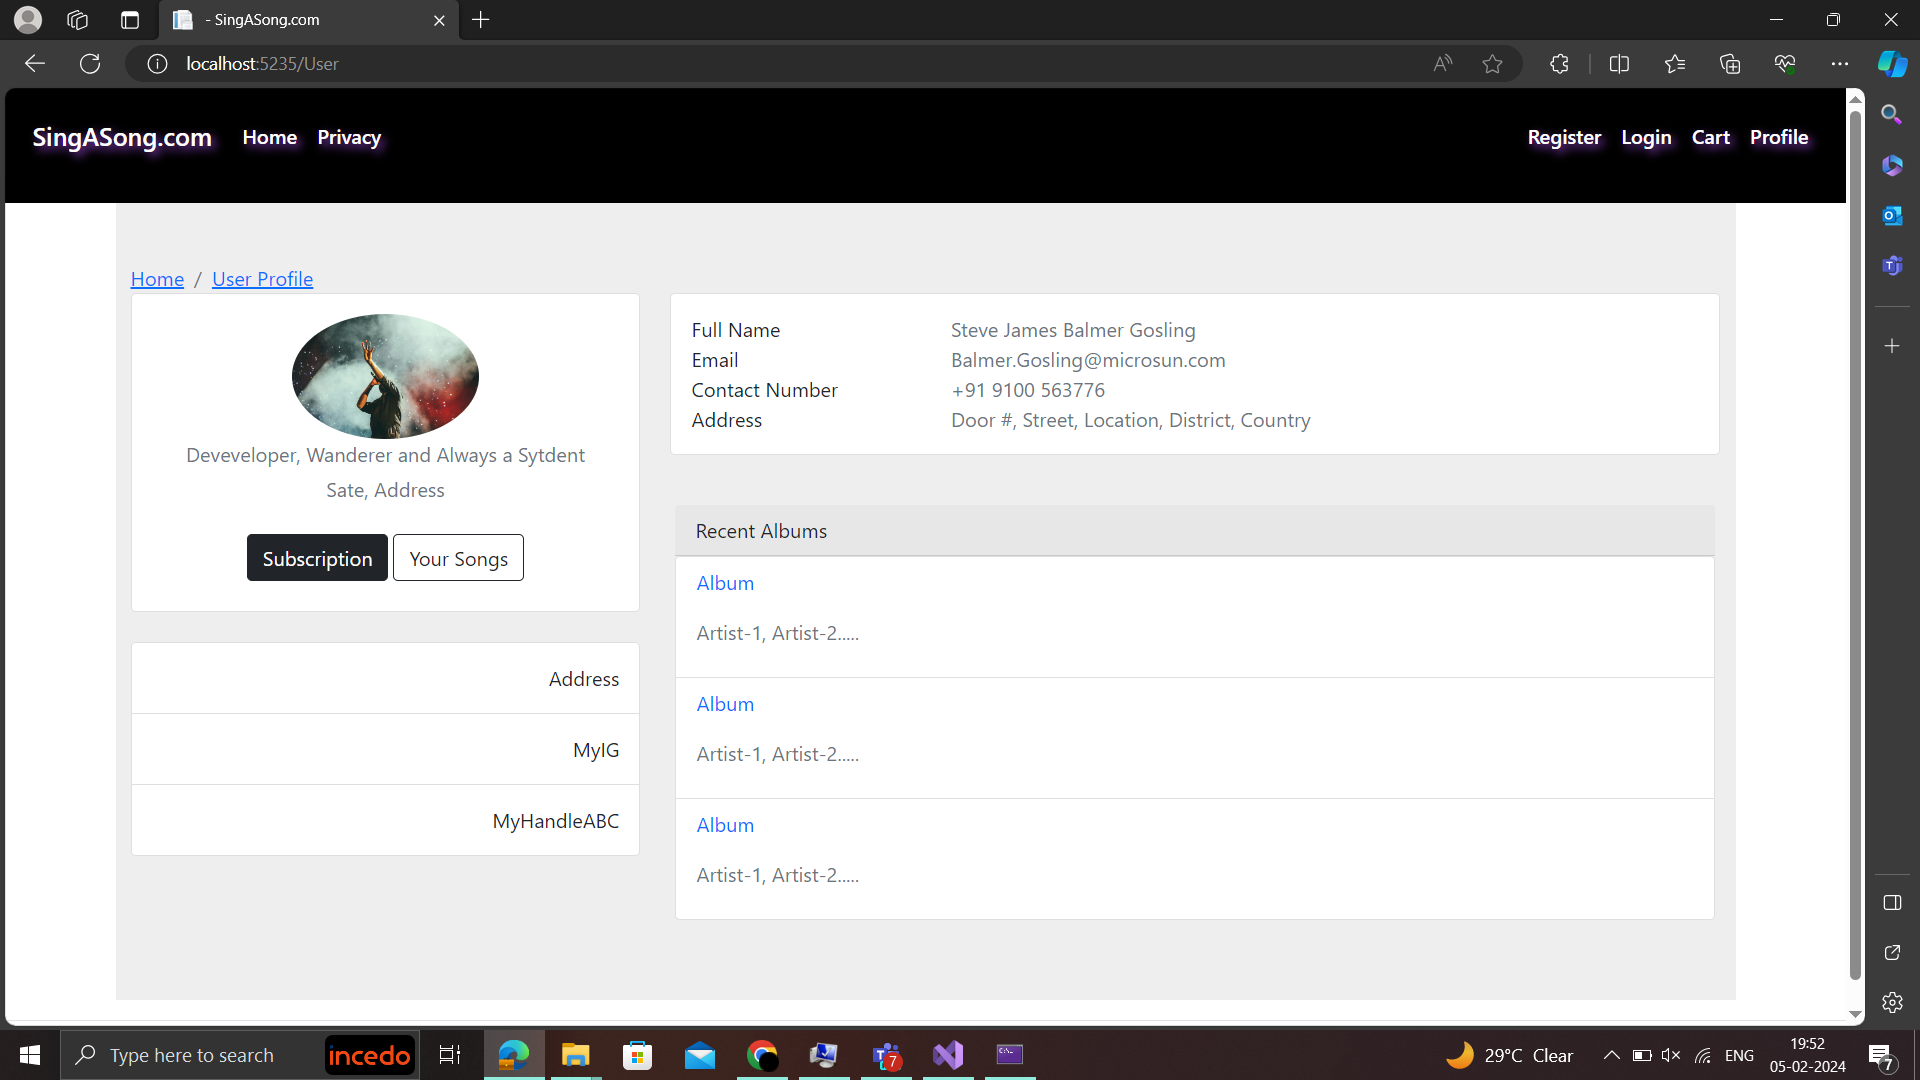 - SingASong.com
localhost:5235/User
SingASong.com Home Privacy Register Login Cart Profile
Home / User Profile
Deveveloper, Wanderer and Always a Sytdent
Sate, Address
Subscription Your Songs
Address
MyIG
MyHandleABC
Full Name Steve James Balmer Gosling
Email Balmer.Gosling@microsun.com
Contact Number +91 9100 563776
Address Door #, Street, Location, District, Country
Recent Albums
Album
Artist-1, Artist-2.....
Album
Artist-1, Artist-2.....
Album
Artist-1, Artist-2.....
Type here to search incedo 7 29°C Clear ENG 19:52
05-02-2024 7